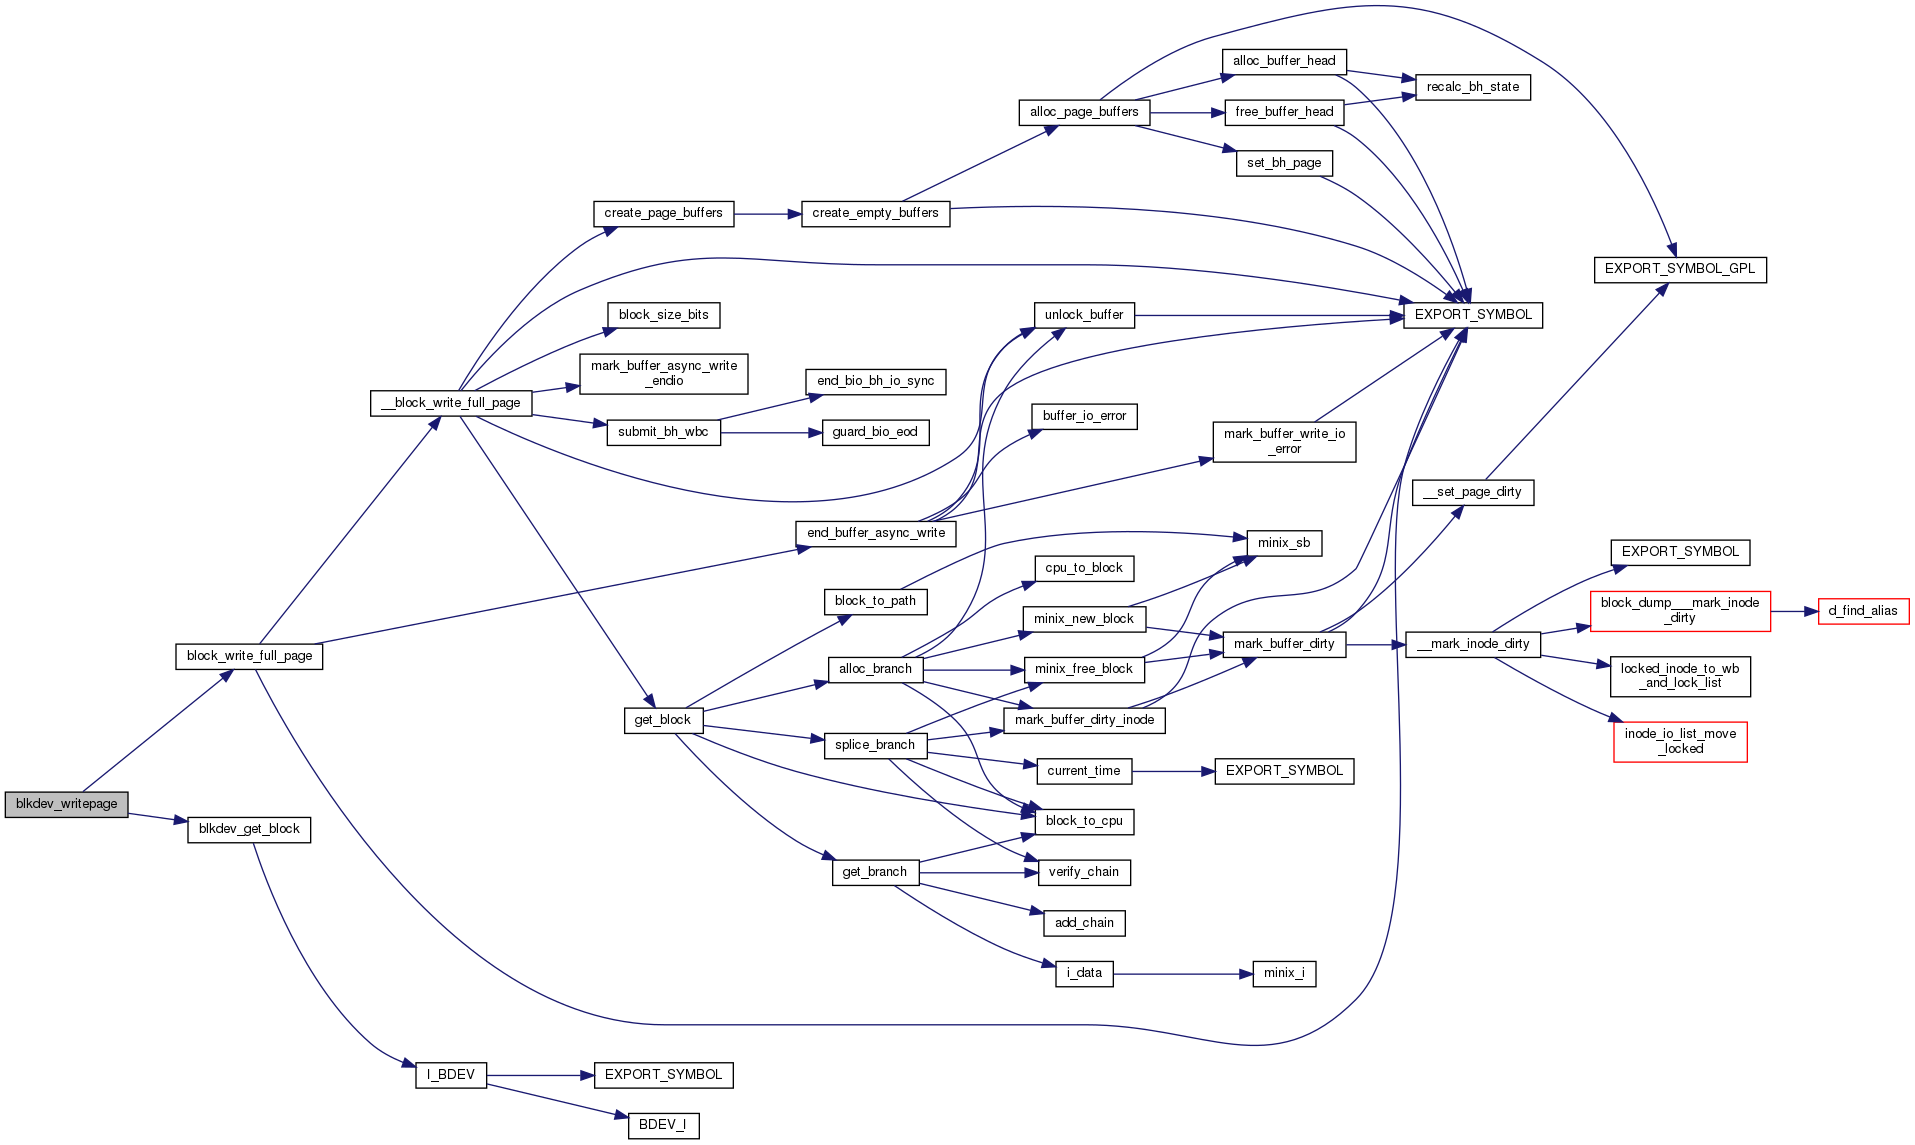 alloc_buffer_head
recalc_bh_state
alloc_page_buffers
free_buffer_head
set_bh_page
create_page_buffers
create_empty_buffers
EXPORT_SYMBOL_GPL
block_size_bits
unlock_buffer
EXPORT_SYMBOL
mark_buffer_async_write
_endio
end_bio_bh_io_sync
__block_write_full_page
buffer_io_error
submit_bh_wbc
guard_bio_eod
mark_buffer_write_io
_error
__set_page_dirty
end_buffer_async_write
minix_sb
EXPORT_SYMBOL
cpu_to_block
block_to_path
block_dump___mark_inode
_dirty
d_find_alias
minix_new_block
block_write_full_page
mark_buffer_dirty
__mark_inode_dirty
alloc_branch
minix_free_block
locked_inode_to_wb
_and_lock_list
get_block
mark_buffer_dirty_inode
splice_branch
inode_io_list_move
_locked
current_time
EXPORT_SYMBOL
blkdev_writepage
blkdev_get_block
block_to_cpu
get_branch
verify_chain
add_chain
i_data
minix_i
I_BDEV
EXPORT_SYMBOL
BDEV_I